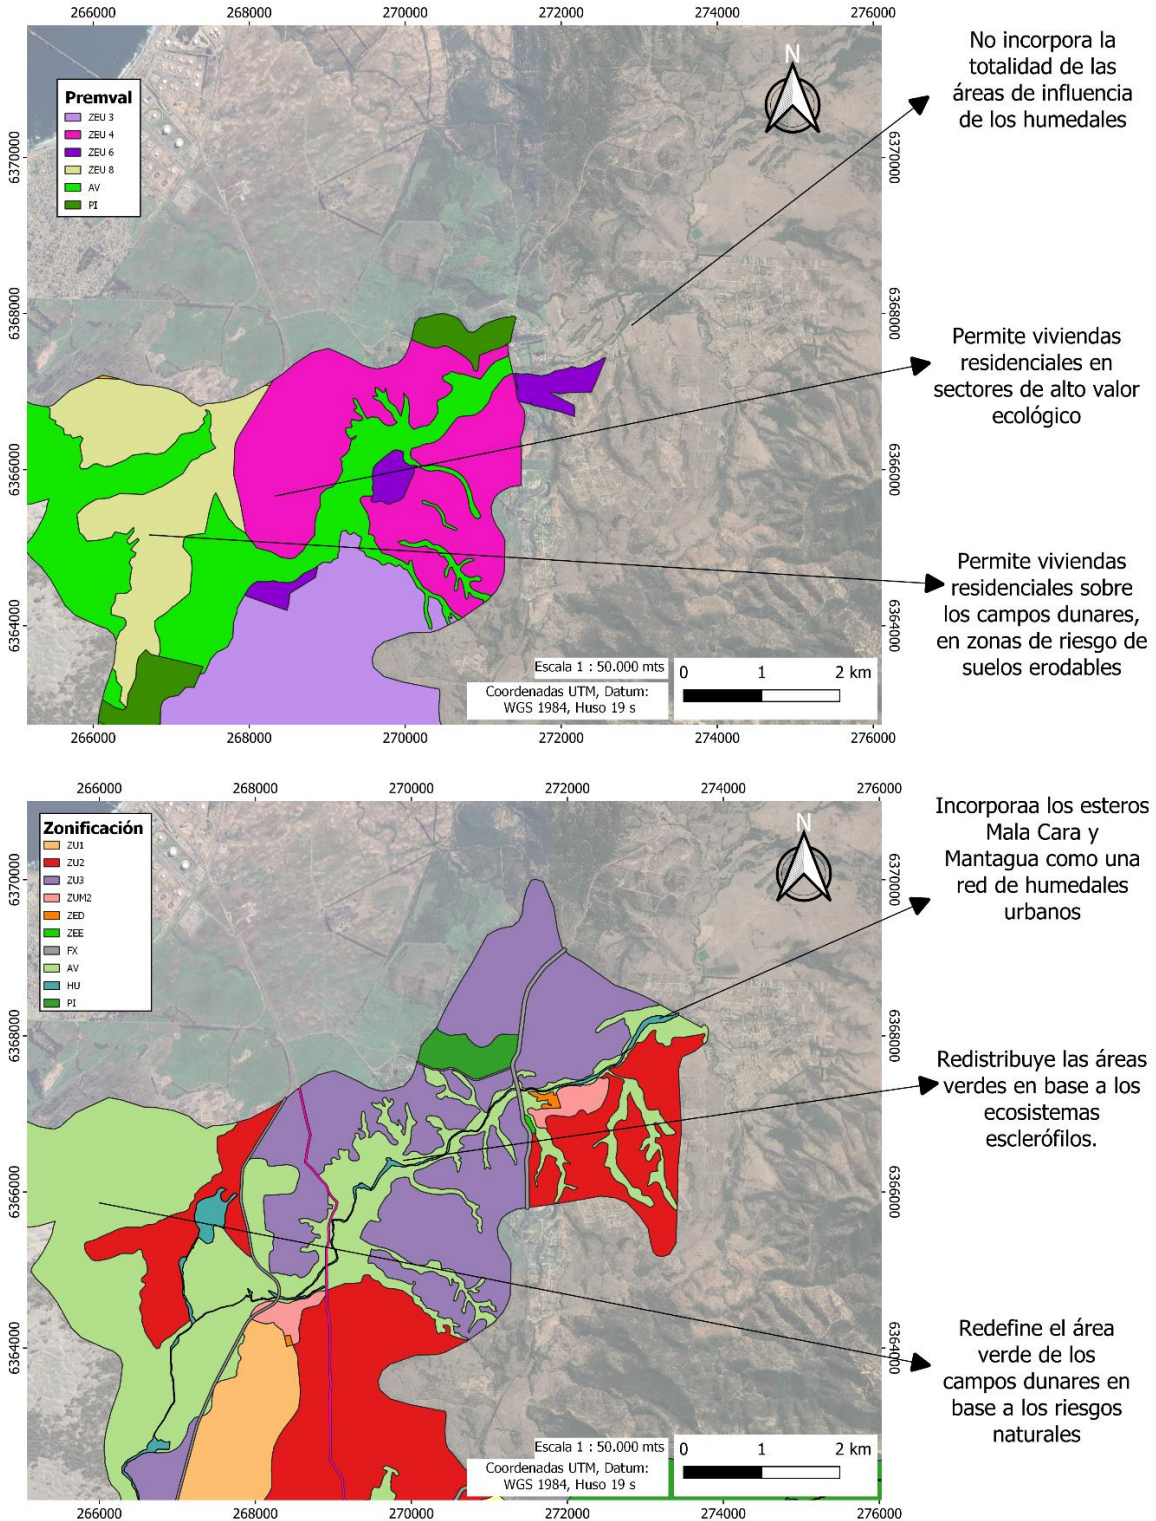 266000 268000 270000 272000 274000 276000
No incorpora la
totalidad de las
áreas de influencia
de los humedales
N
Premval
ZEU 3
ZEU 4
ZEU 6
ZEU 8
AV
PI
6370000
6368000
6366000
6364000
6370000
6368000
6366000
6364000
Permite viviendas
residenciales en
sectores de alto valor
ecológico
Permite viviendas
residenciales sobre
los campos dunares,
en zonas de riesgo de
suelos erodables
Escala 1 : 50.000 mts
Coordenadas UTM, Datum:
WGS 1984, Huso 19 s
0 1 2 km
266000 268000 270000 272000 274000 276000
266000 268000 270000 272000 274000 276000
Incorporaa los esteros
Mala Cara y
Mantagua como una
red de humedales
urbanos
N
Zonificación
ZU1
ZU2
ZU3
ZUM2
ZED
ZEE
FX
AV
HU
PI
6370000
6368000
6366000
6364000
6370000
6368000
6366000
6364000
Redistribuye las áreas
verdes en base a los
ecosistemas
esclerófilos.
Redefine el área
verde de los
campos dunares en
base a los riesgos
naturales
Escala 1 : 50.000 mts
Coordenadas UTM, Datum:
WGS 1984, Huso 19 s
0 1 2 km
266000 268000 270000 272000 274000 276000